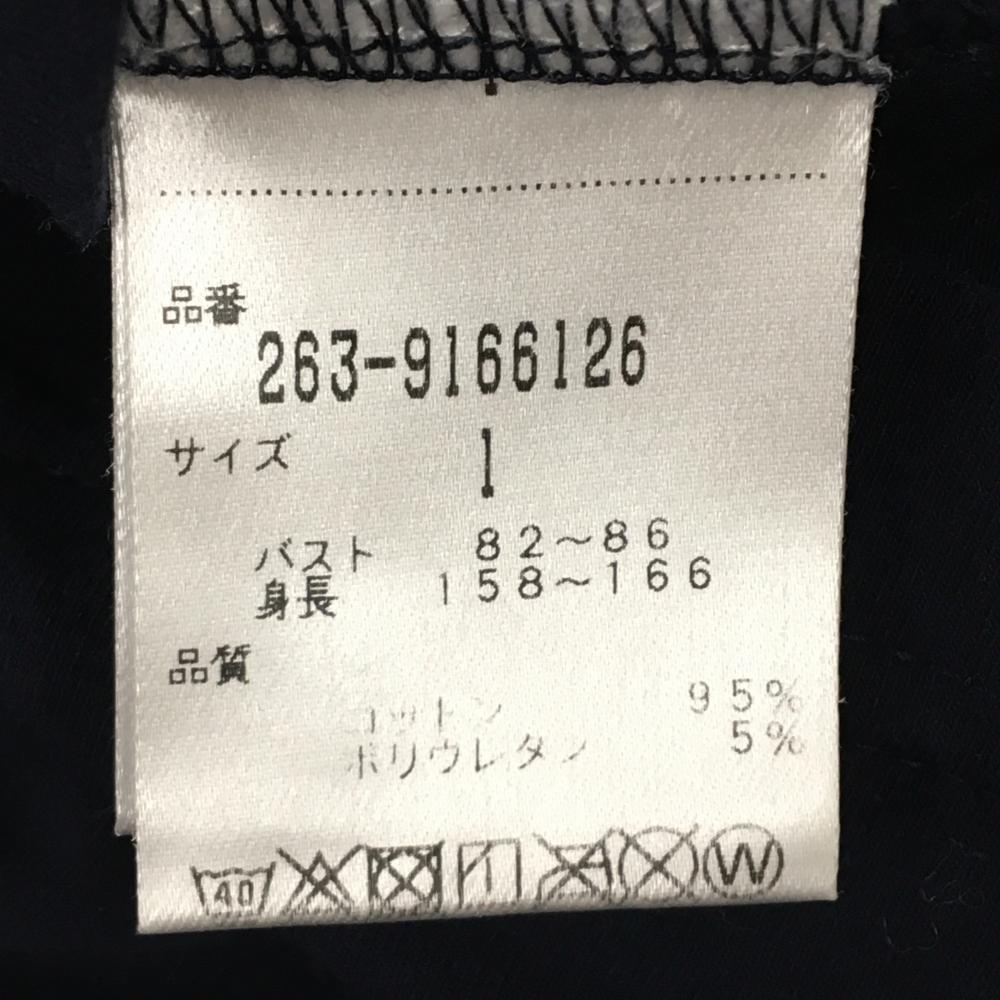 品番
263-9166126
サイズ 1
バスト 82～86
身長 158～166
品質
コットン 95%
ポリウレタン 5%
40 W